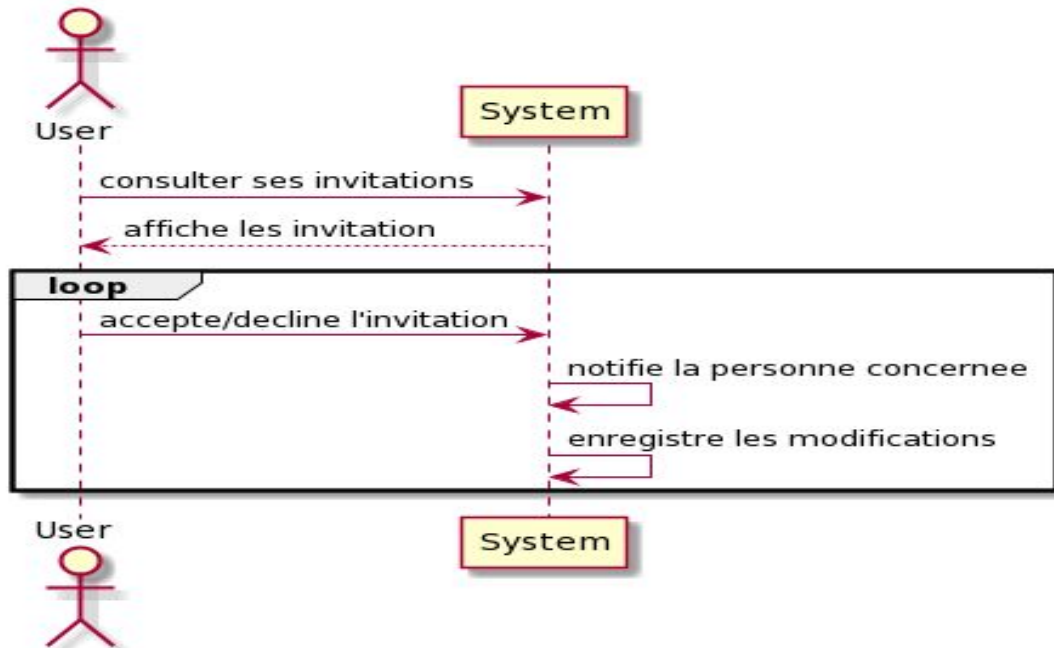 User
System
consulter ses invitations
affiche les invitation
loop
accepte/decline l'invitation
notifie la personne concernee
enregistre les modifications
User
System